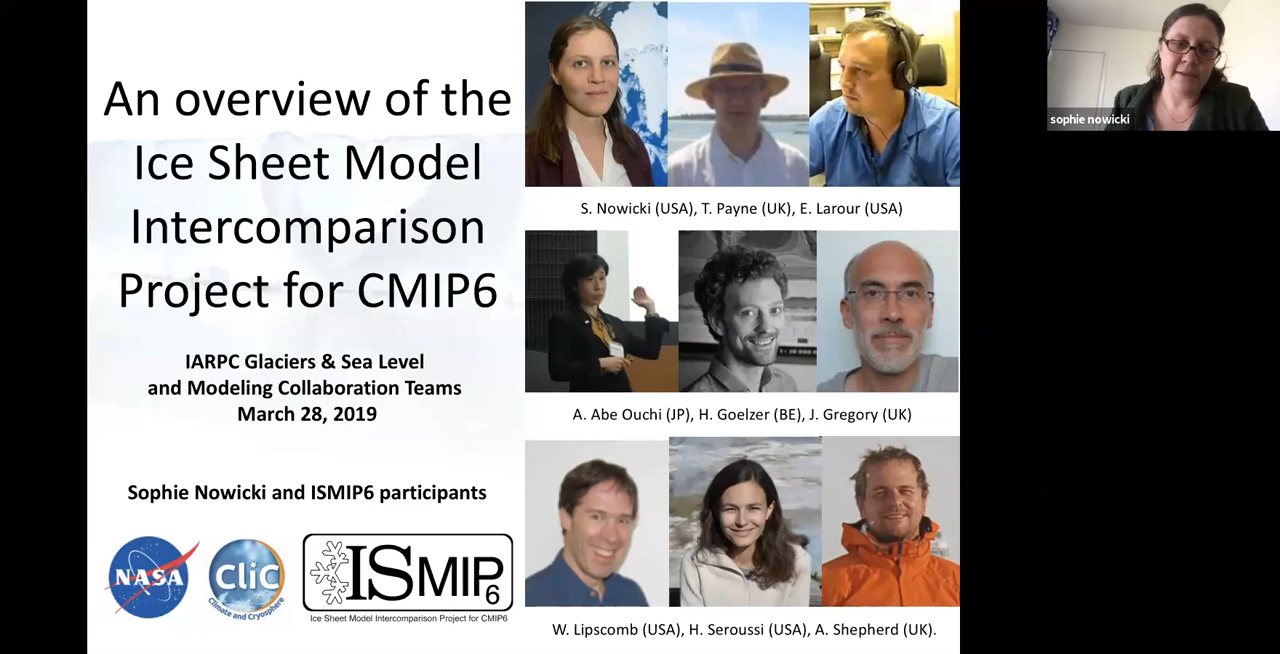 An overview of the
Ice Sheet Model
Intercomparison
Project for CMIP6
IARPC Glaciers & Sea Level
and Modeling Collaboration Teams
March 28, 2019
Sophie Nowicki and ISMIP6 participants
NASA
CliC
Climate and Cryosphere
ISMIP
6
Ice Sheet Model Intercomparison Project for CMIP6
S. Nowicki (USA), T. Payne (UK), E. Larour (USA)
A. Abe Ouchi (JP), H. Goelzer (BE), J. Gregory (UK)
W. Lipscomb (USA), H. Seroussi (USA), A. Shepherd (UK).
sophie nowicki